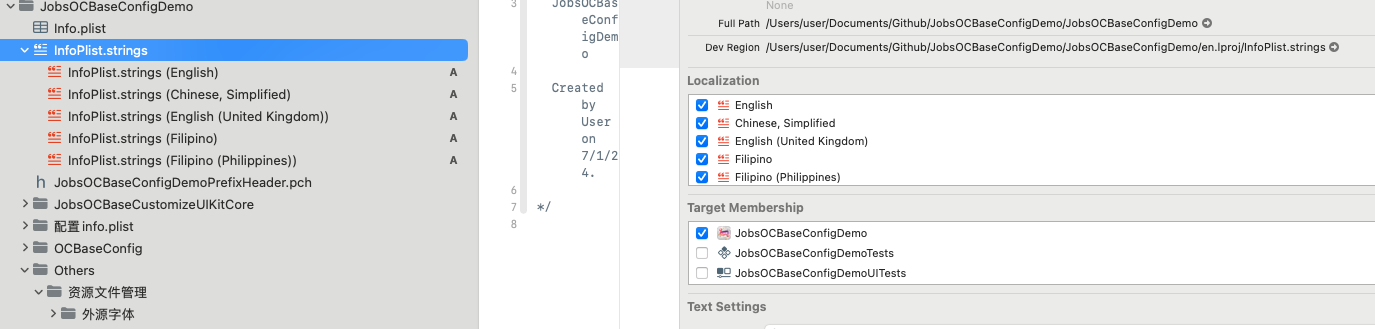 JobsOCBaseConfigDemo
Info.plist
InfoPlist.strings
InfoPlist.strings (English) A
InfoPlist.strings (Chinese, Simplified) A
InfoPlist.strings (English (United Kingdom)) A
InfoPlist.strings (Filipino) A
InfoPlist.strings (Filipino (Philippines)) A
h JobsOCBaseConfigDemoPrefixHeader.pch
JobsOCBaseCustomizeUIKitCore
配置info.plist
OCBaseConfig
Others
资源文件管理
外源字体
3 JobsOCBas
eConf
igDem
o
4
5 Created
by
User
on
7/1/2
4.
6
7 */
8
None
Full Path /Users/user/Documents/Github/JobsOCBaseConfigDemo/JobsOCBaseConfigDemo
Dev Region /Users/user/Documents/Github/JobsOCBaseConfigDemo/JobsOCBaseConfigDemo/en.lproj/InfoPlist.strings
Localization
English
Chinese, Simplified
English (United Kingdom)
Filipino
Filipino (Philippines)
Target Membership
JobsOCBaseConfigDemo
JobsOCBaseConfigDemoTests
JobsOCBaseConfigDemoUITests
Text Settings